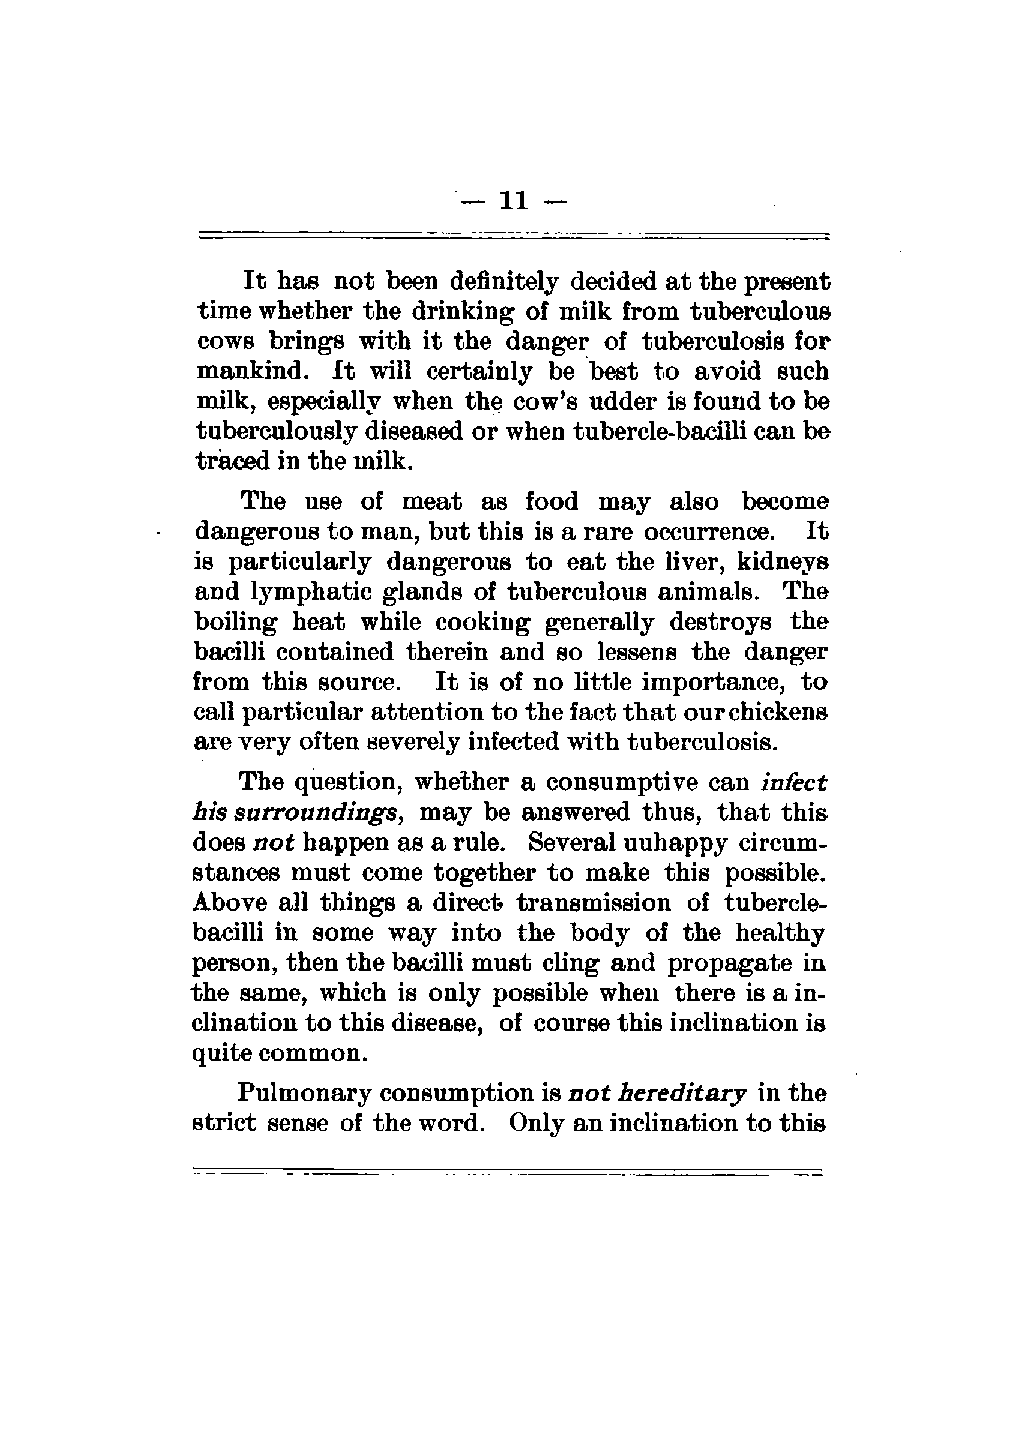 — 11 —
It has not been definitely decided at the present
time whether the drinking of milk from tuberculous
cows brings with it the danger of tuberculosis for
mankind. It will certainly be best to avoid such
milk, especially when the cow's udder is found to be
tuberculously diseased or when tubercle-bacilli can be
traced in the milk.
The use of meat as food may also become
dangerous to man, but this is a rare occurrence. It
is particularly dangerous to eat the liver, kidneys
and lymphatic glands of tuberculous animals. The
boiling heat while cooking generally destroys the
bacilli contained therein and so lessens the danger
from this source. It is of no little importance, to
call particular attention to the fact that our chickens
are very often severely infected with tuberculosis.
The question, whether a consumptive can infect
his surroundings, may be answered thus, that this
does not happen as a rule. Several uuhappy circum-
stances must come together to make this possible.
Above all things a direct transmission of tubercle-
bacilli in some way into the body of the healthy
person, then the bacilli must cling and propagate in
the same, which is only possible when there is a in-
clination to this disease, of course this inclination is
quite common.
Pulmonary consumption is not hereditary in the
strict sense of the word. Only an inclination to this